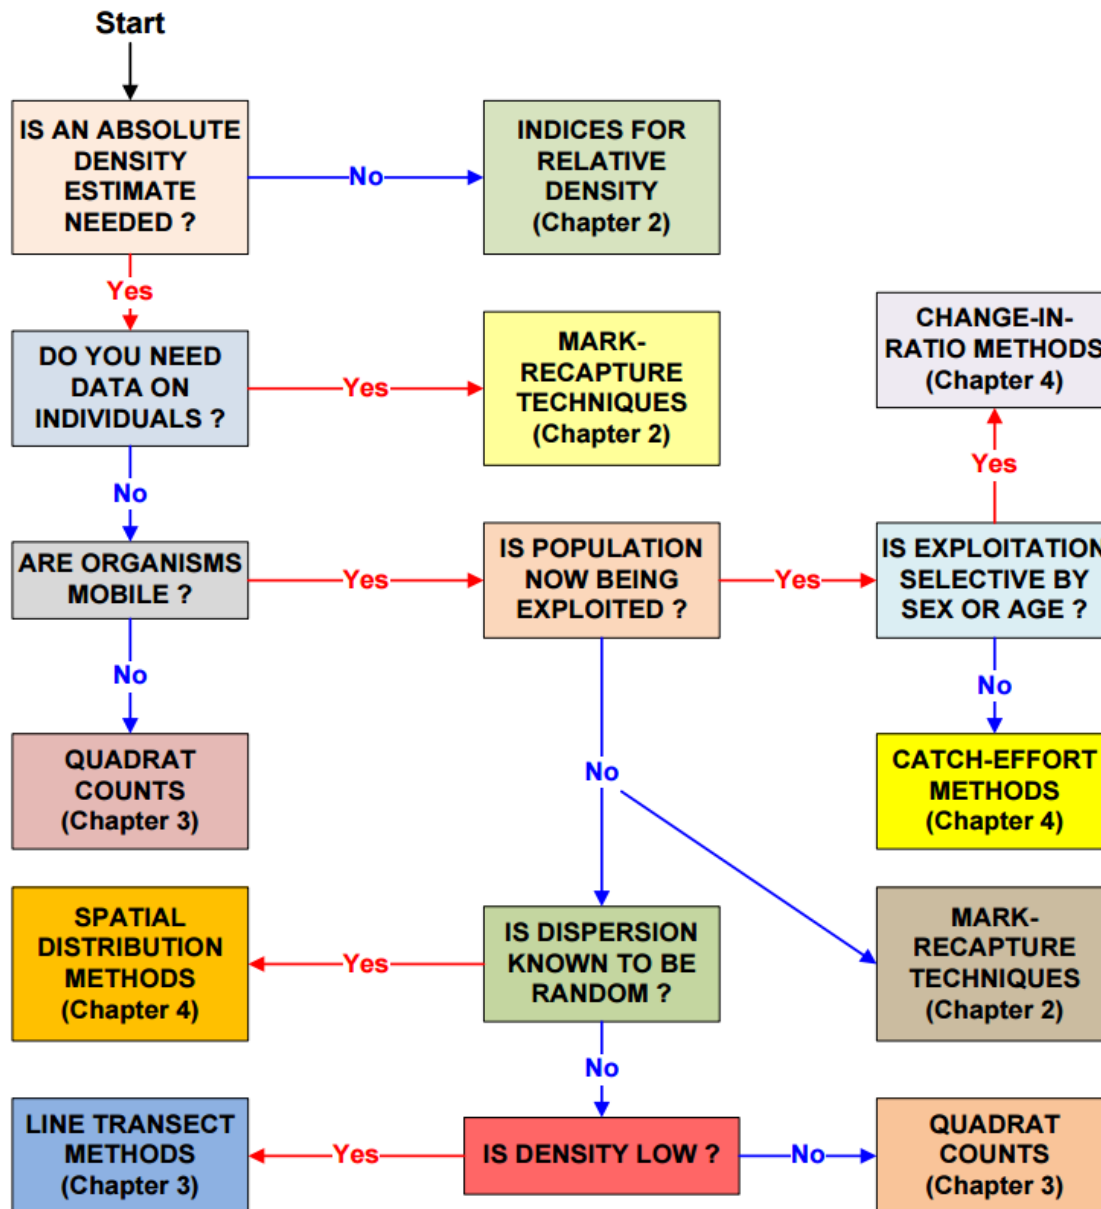 Start
IS AN ABSOLUTE
DENSITY
ESTIMATE
NEEDED ?
No
INDICES FOR
RELATIVE
DENSITY
(Chapter 2)
Yes
DO YOU NEED
DATA ON
INDIVIDUALS ?
Yes
MARK-
RECAPTURE
TECHNIQUES
(Chapter 2)
CHANGE-IN-
RATIO METHODS
(Chapter 4)
No
Yes
ARE ORGANISMS
MOBILE ?
Yes
IS POPULATION
NOW BEING
EXPLOITED ?
Yes
IS EXPLOITATION
SELECTIVE BY
SEX OR AGE ?
No
No
No
QUADRAT
COUNTS
(Chapter 3)
CATCH-EFFORT
METHODS
(Chapter 4)
SPATIAL
DISTRIBUTION
METHODS
(Chapter 4)
Yes
IS DISPERSION
KNOWN TO BE
RANDOM ?
MARK-
RECAPTURE
TECHNIQUES
(Chapter 2)
No
LINE TRANSECT
METHODS
(Chapter 3)
Yes
IS DENSITY LOW ?
No
QUADRAT
COUNTS
(Chapter 3)